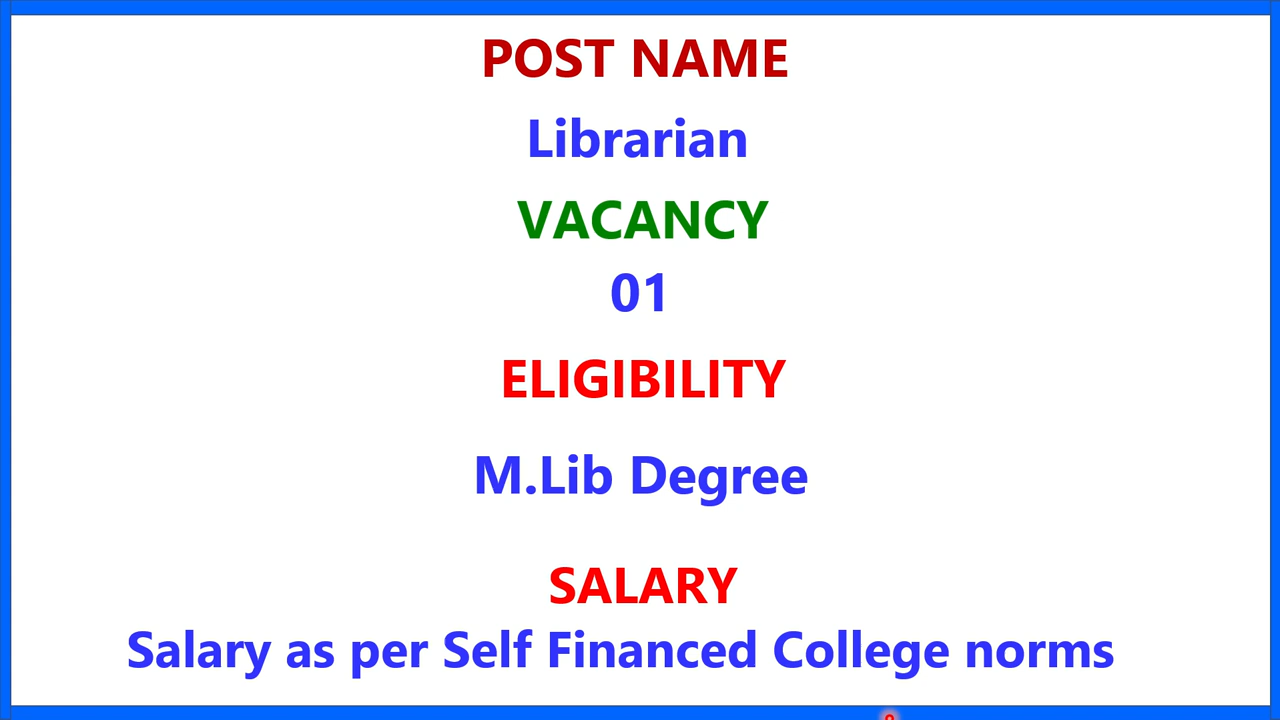 POST NAME
Librarian
VACANCY
01
ELIGIBILITY
M.Lib Degree
SALARY
Salary as per Self Financed College norms